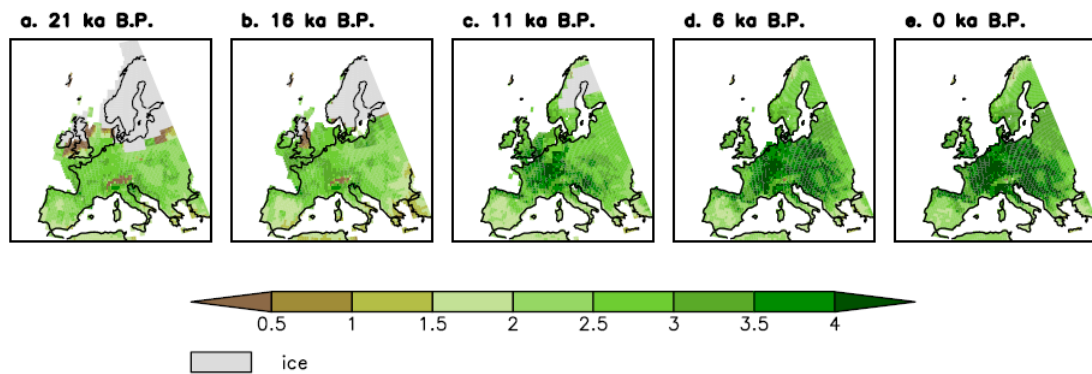 a. 21 ka B.P. b. 16 ka B.P. c. 11 ka B.P. d. 6 ka B.P. e. 0 ka B.P.
0.5 1 1.5 2 2.5 3 3.5 4
ice